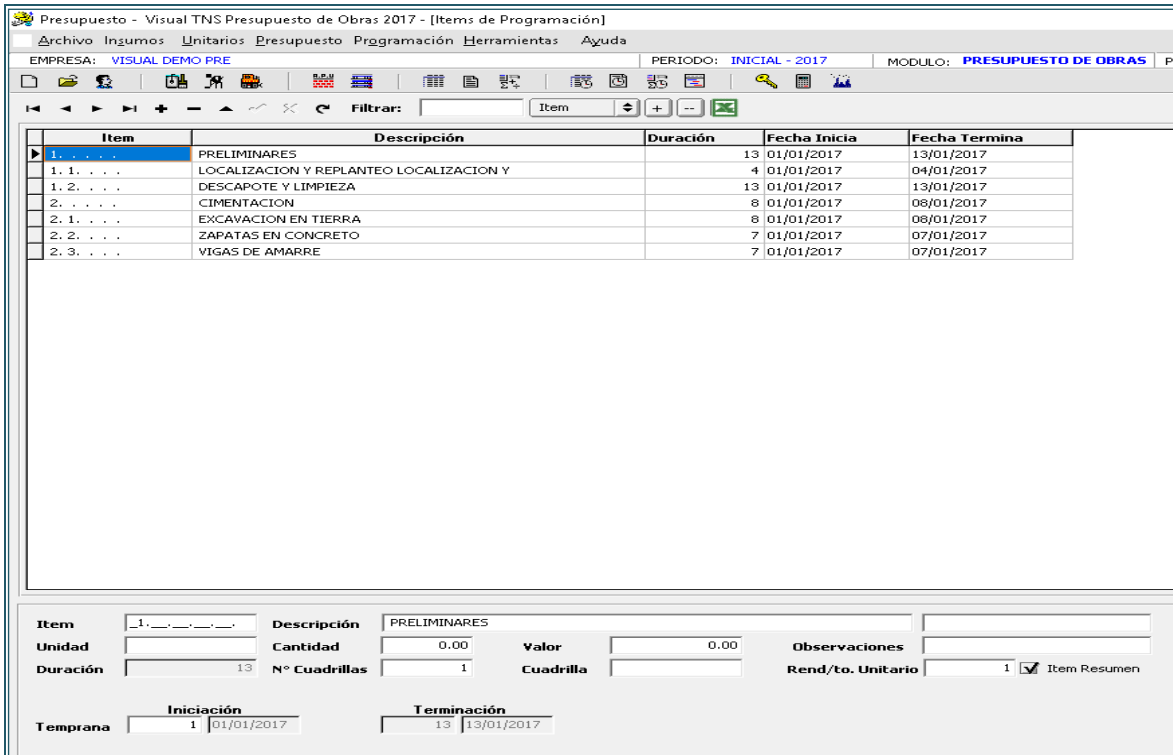 Presupuesto - Visual TNS Presupuesto de Obras 2017 - [Items de Programación]
Archivo Insumos Unitarios Presupuesto Programación Herramientas Ayuda
EMPRESA: VISUAL DEMO PRE PERIODO: INICIAL - 2017 MODULO: PRESUPUESTO DE OBRAS P
Filtrar: Item
Item Descripción Duración Fecha Inicia Fecha Termina
1. . . . . PRELIMINARES 13 01/01/2017 13/01/2017
1. 1. . . . LOCALIZACION Y REPLANTEO LOCALIZACION Y 4 01/01/2017 04/01/2017
1. 2. . . . DESCAPOTE Y LIMPIEZA 13 01/01/2017 13/01/2017
2. . . . . CIMENTACION 8 01/01/2017 08/01/2017
2. 1. . . . EXCAVACION EN TIERRA 8 01/01/2017 08/01/2017
2. 2. . . . ZAPATAS EN CONCRETO 7 01/01/2017 07/01/2017
2. 3. . . . VIGAS DE AMARRE 7 01/01/2017 07/01/2017
Item _1.__.__.__.__. Descripción PRELIMINARES
Unidad Cantidad 0.00 Valor 0.00 Observaciones
Duración 13 N° Cuadrillas 1 Cuadrilla Rend/to. Unitario 1 Item Resumen
Iniciación Terminación
Temprana 1 01/01/2017 13 13/01/2017